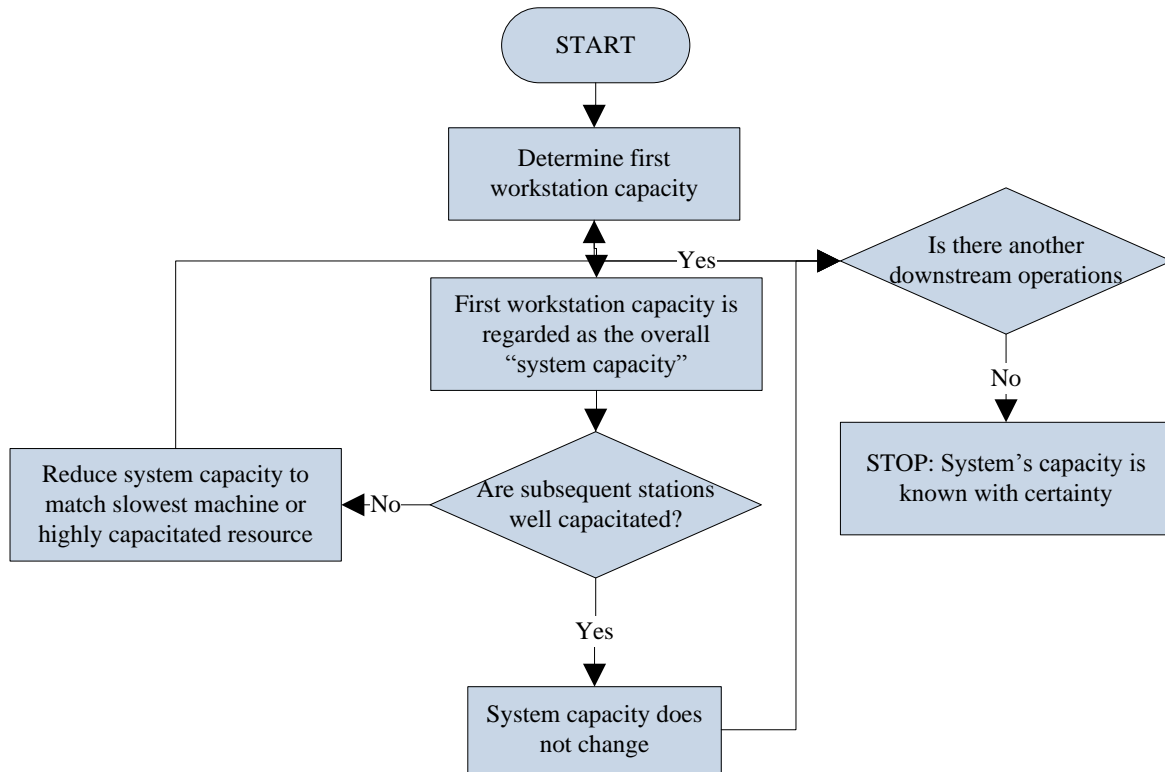 START
Determine first
workstation capacity
Yes
Is there another
downstream operations
First workstation capacity is
regarded as the overall
“system capacity”
No
Reduce system capacity to
match slowest machine or
highly capacitated resource
No
Are subsequent stations
well capacitated?
STOP: System’s capacity is
known with certainty
Yes
System capacity does
not change